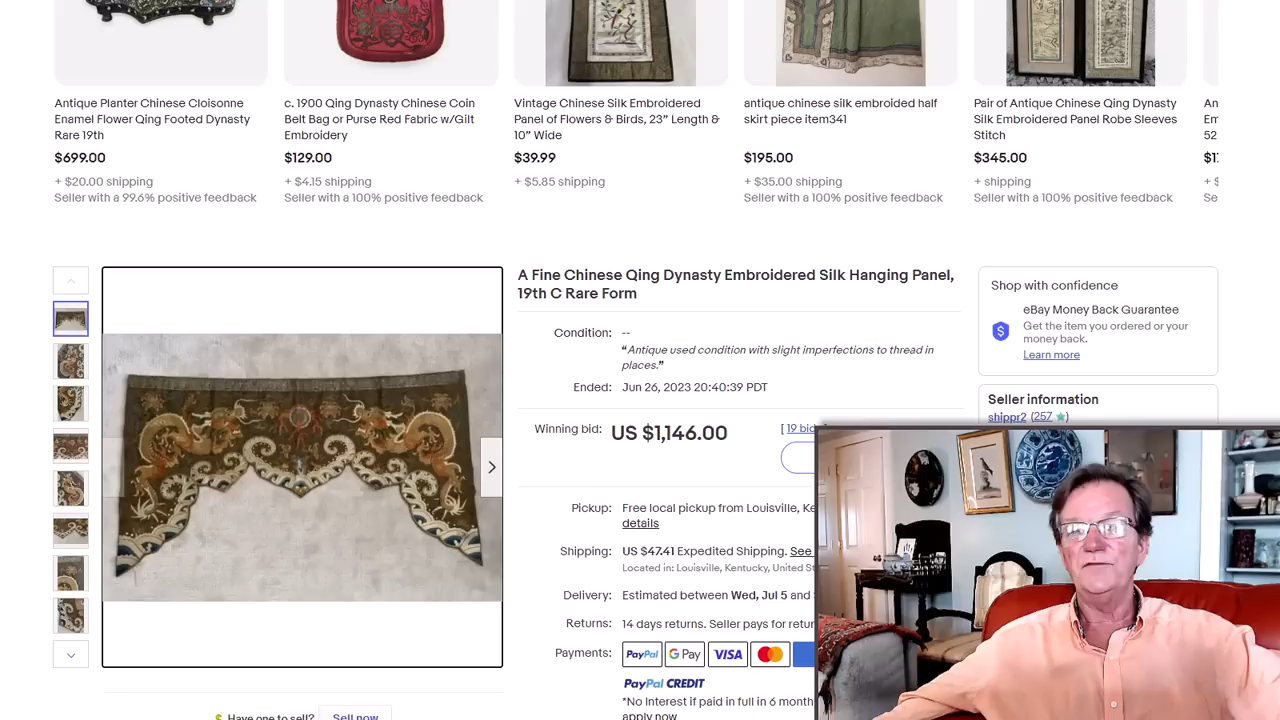 Antique Planter Chinese Cloisonne
Enamel Flower Qing Footed Dynasty
Rare 19th
$699.00
+ $20.00 shipping
Seller with a 99.6% positive feedback
c. 1900 Qing Dynasty Chinese Coin
Belt Bag or Purse Red Fabric w/Gilt
Embroidery
$129.00
+ $4.15 shipping
Seller with a 100% positive feedback
Vintage Chinese Silk Embroidered
Panel of Flowers & Birds, 23” Length &
10” Wide
$39.99
+ $5.85 shipping
antique chinese silk embroided half
skirt piece item341
$195.00
+ $35.00 shipping
Seller with a 100% positive feedback
Pair of Antique Chinese Qing Dynasty
Silk Embroidered Panel Robe Sleeves
Stitch
$345.00
+ shipping
Seller with a 100% positive feedback
An
Em
52
+ $
Se
A Fine Chinese Qing Dynasty Embroidered Silk Hanging Panel,
19th C Rare Form
Condition: --
“Antique used condition with slight imperfections to thread in
places.”
Ended: Jun 26, 2023 20:40:39 PDT
Winning bid: US $1,146.00 [ 19
Pickup: Free local pickup from Louisville,
details
Shipping: US $47.41 Expedited Shipping. See
Located in: Louisville, Kentucky, United
Delivery: Estimated between Wed, Jul 5 and
Returns: 14 days returns. Seller pays for
Payments: PayPal G Pay VISA
PayPal CREDIT
*No Interest if paid in full in 6
apply now
Shop with confidence
$ eBay Money Back Guarantee
Get the item you ordered or your
money back.
Learn more
Seller information
shippr2 (257 )
$ Have one to sell? Sell now